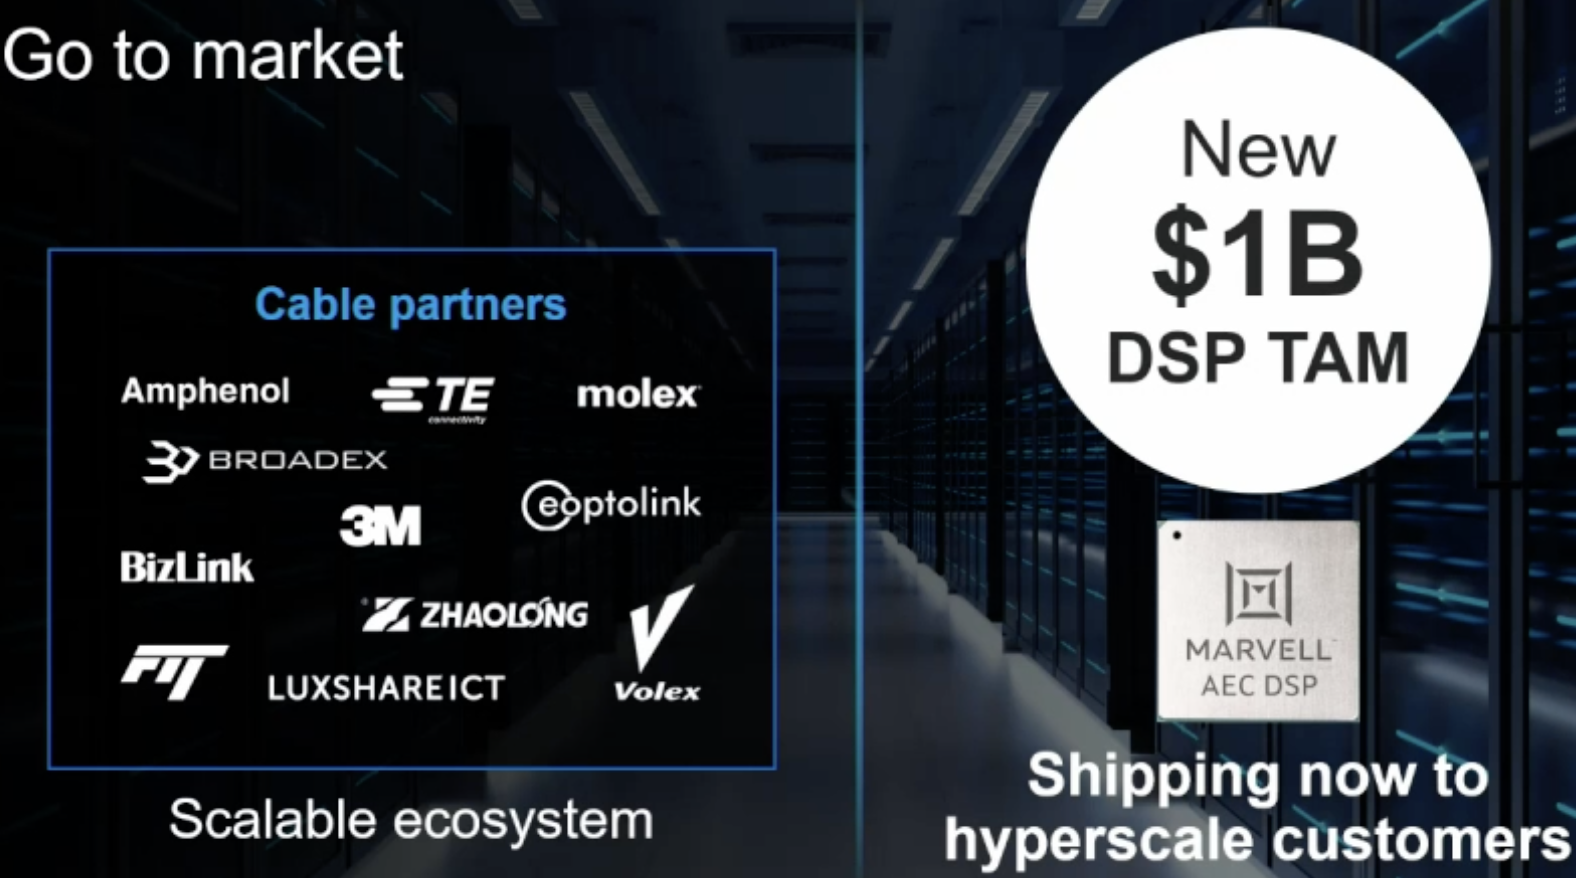 Go to market
Cable partners
Amphenol
TE
connectivity
molex
BROADEX
eoptolink
3M
BizLink
ZHAOLONG
FIT
LUXSHARE ICT
Volex
Scalable ecosystem
New
$1B
DSP TAM
MARVELL™
AEC DSP
Shipping now to
hyperscale customers